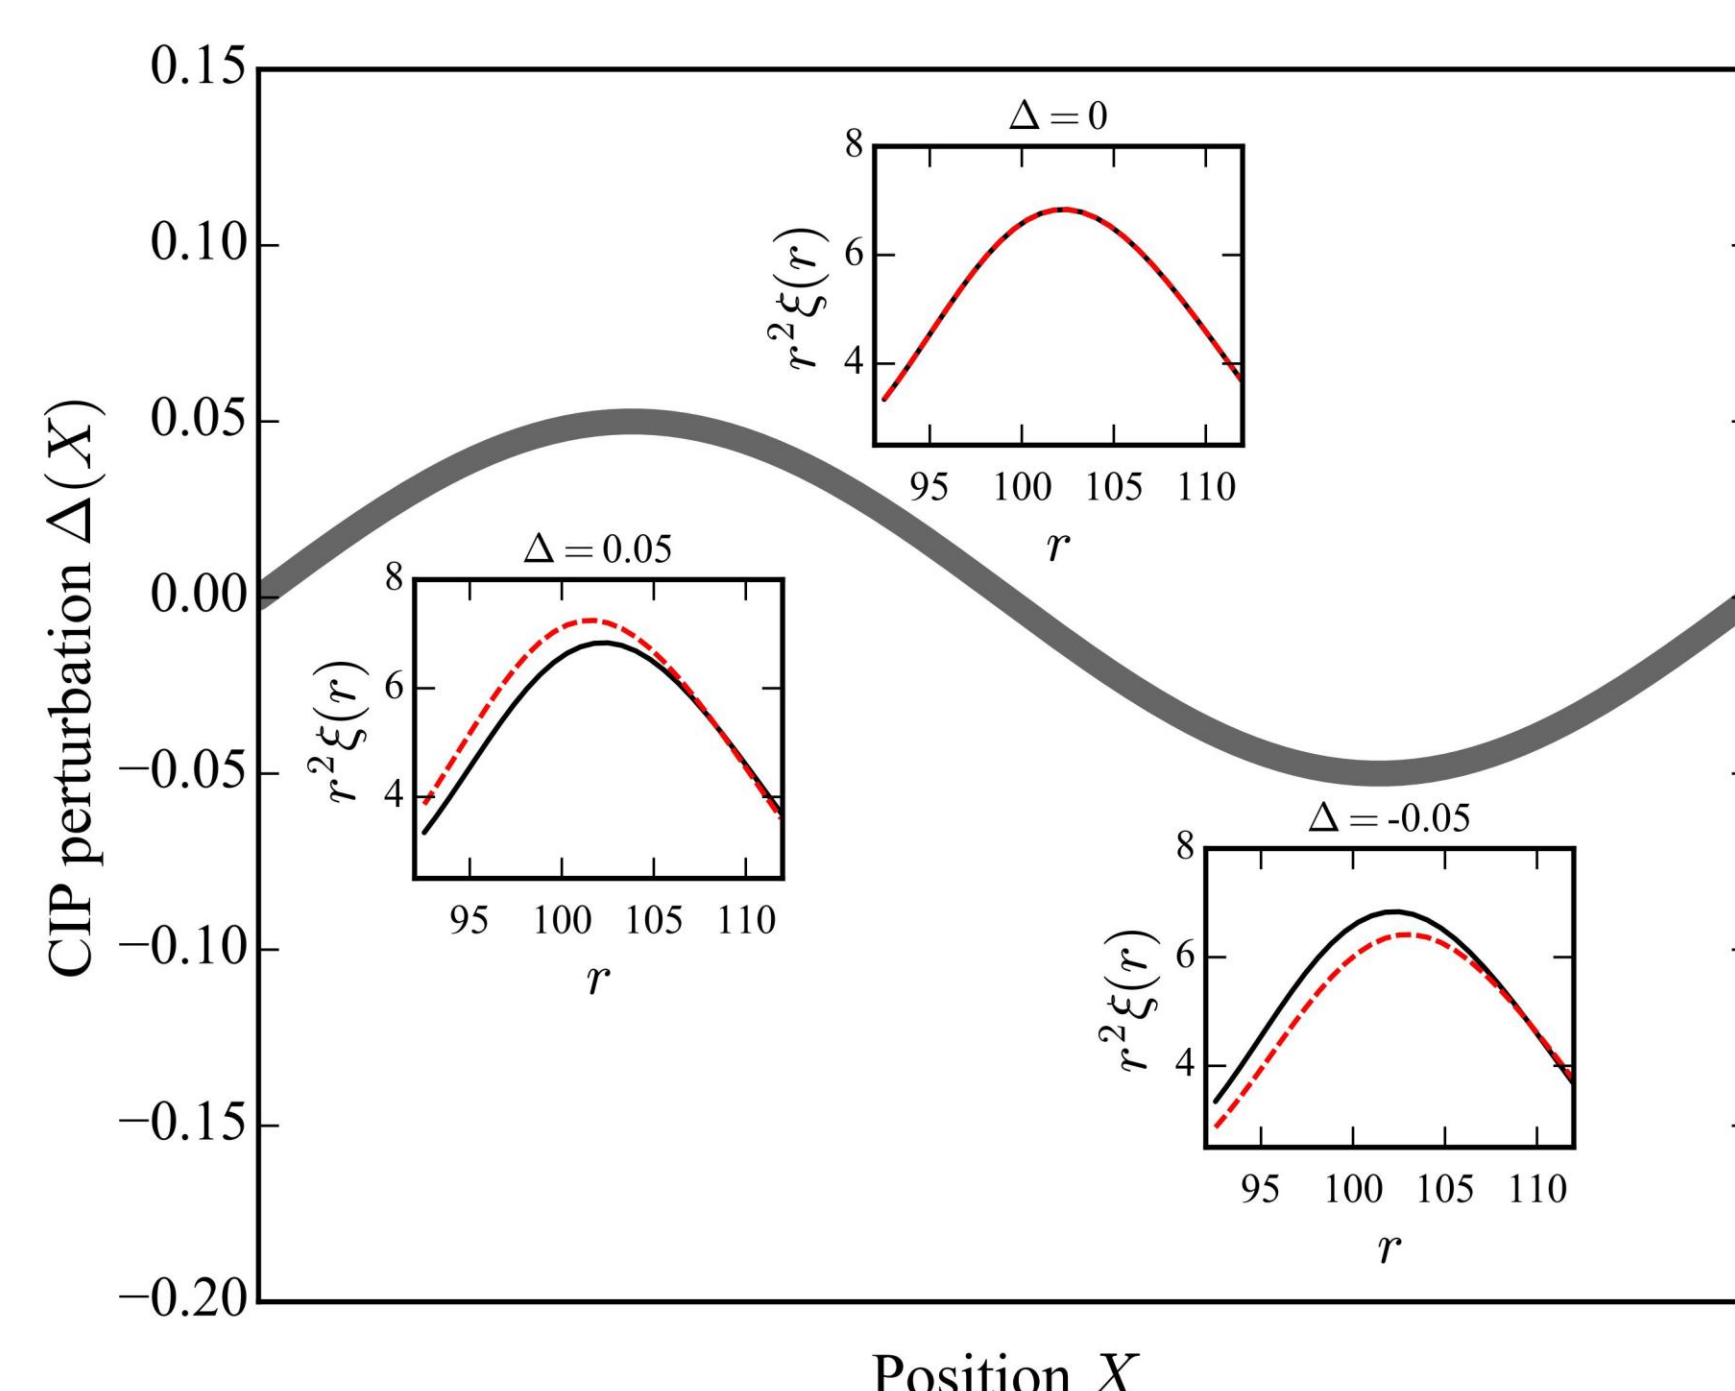 CIP perturbation Δ(X)
0.15
0.10
0.05
0.00
−0.05
−0.10
−0.15
−0.20
Δ = 0
r²ξ(r)
8
6
4
95 100 105 110
r
Δ = 0.05
r²ξ(r)
8
6
4
95 100 105 110
r
Δ = -0.05
r²ξ(r)
8
6
4
95 100 105 110
r
Position X